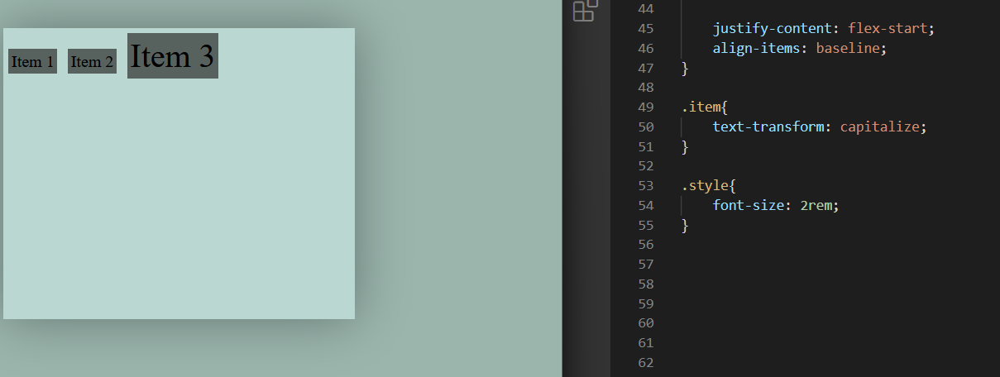 Item 1 Item 2 Item 3
44
45 justify-content: flex-start;
46 align-items: baseline;
47 }
48
49 .item{
50 text-transform: capitalize;
51 }
52
53 .style{
54 font-size: 2rem;
55 }
56
57
58
59
60
61
62